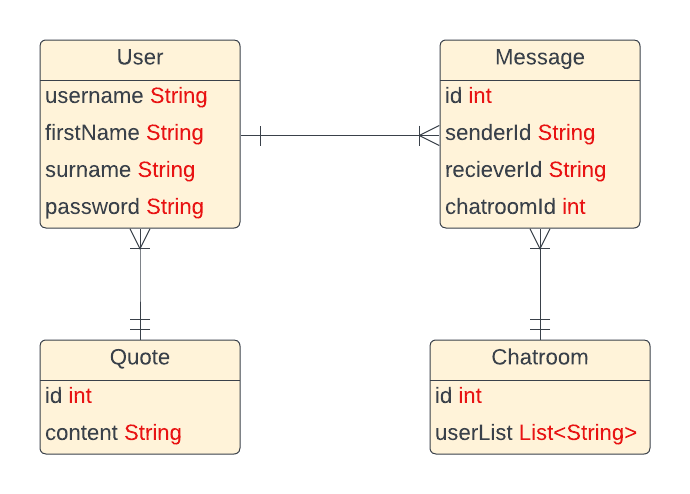 User
username String
firstName String
surname String
password String
Message
id int
senderId String
recieverId String
chatroomId int
Quote
id int
content String
Chatroom
id int
userList List<String>